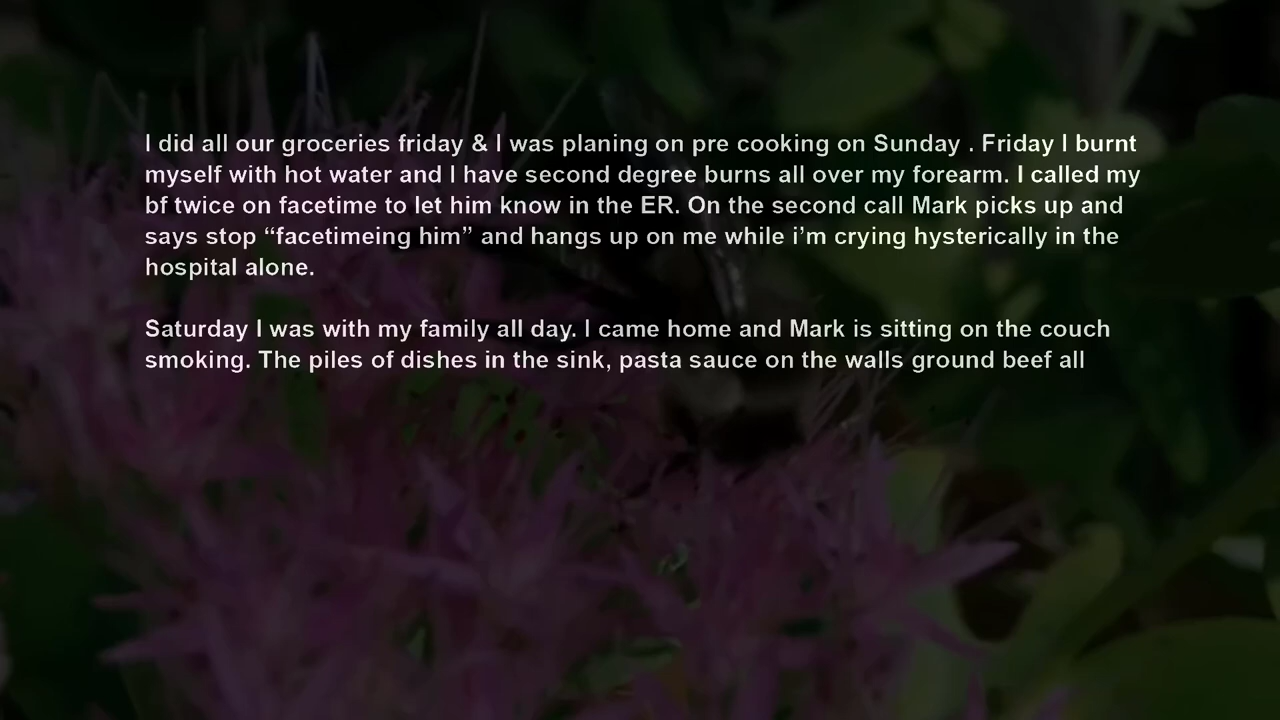 I did all our groceries friday & I was planing on pre cooking on Sunday . Friday I burnt
myself with hot water and I have second degree burns all over my forearm. I called my
bf twice on facetime to let him know in the ER. On the second call Mark picks up and
says stop “facetimeing him” and hangs up on me while i’m crying hysterically in the
hospital alone.
Saturday I was with my family all day. I came home and Mark is sitting on the couch
smoking. The piles of dishes in the sink, pasta sauce on the walls ground beef all